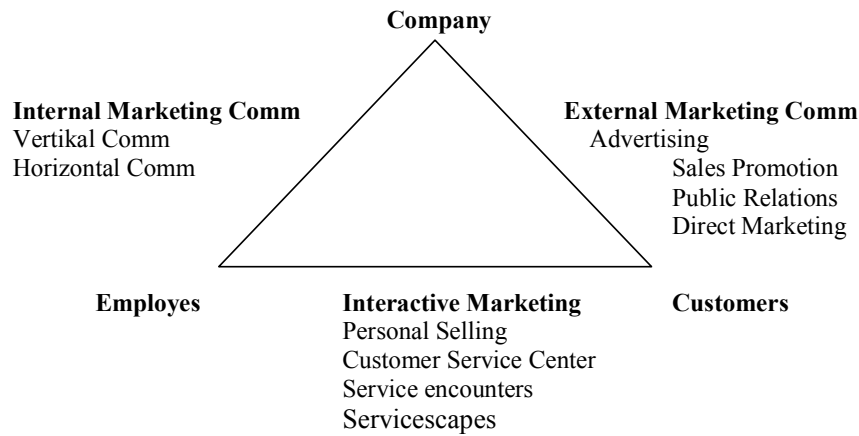 Company
Internal Marketing Comm
Vertikal Comm
Horizontal Comm
External Marketing Comm
Advertising
Sales Promotion
Public Relations
Direct Marketing
Employes
Interactive Marketing
Personal Selling
Customer Service Center
Service encounters
Servicescapes
Customers